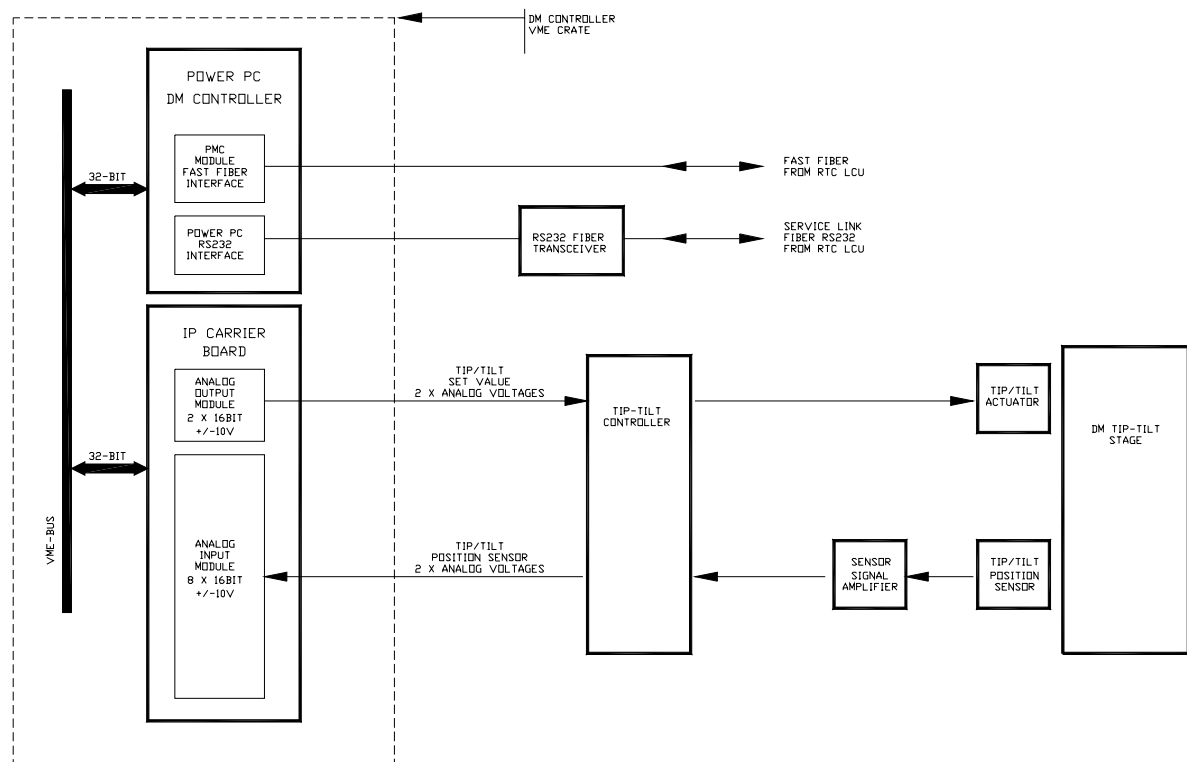 DM CONTROLLER
VME CRATE
POWER PC
DM CONTROLLER
PMC
MODULE
FAST FIBER
INTERFACE
FAST FIBER
FROM RTC LCU
32-BIT
POWER PC
RS232
INTERFACE
RS232 FIBER
TRANSCEIVER
SERVICE LINK
FIBER RS232
FROM RTC LCU
IP CARRIER
BOARD
ANALOG
OUTPUT
MODULE
2 X 16BIT
+/-10V
TIP/TILT
SET VALUE
2 X ANALOG VOLTAGES
TIP-TILT
CONTROLLER
TIP/TILT
ACTUATOR
DM TIP-TILT
STAGE
32-BIT
VME-BUS
ANALOG
INPUT
MODULE
8 X 16BIT
+/-10V
TIP/TILT
POSITION SENSOR
2 X ANALOG VOLTAGES
SENSOR
SIGNAL
AMPLIFIER
TIP/TILT
POSITION
SENSOR